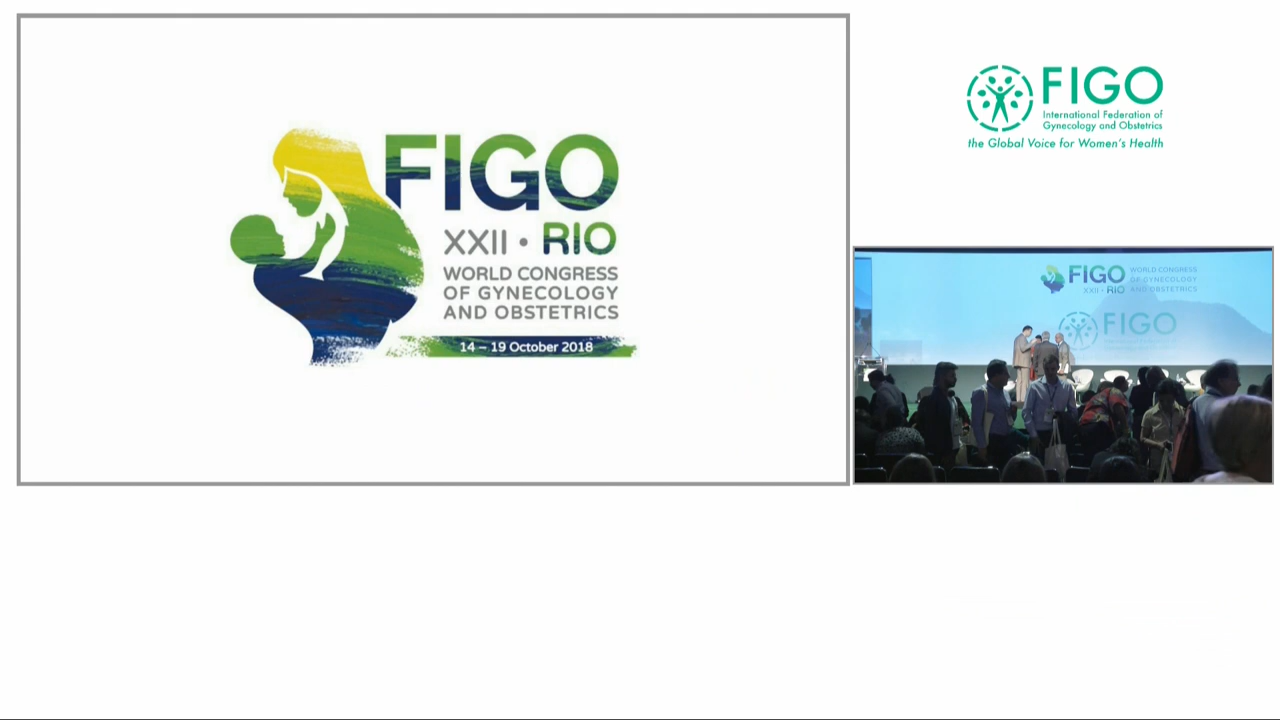 FIGO
XXII • RIO
WORLD CONGRESS
OF GYNECOLOGY
AND OBSTETRICS
14 – 19 October 2018
FIGO
International Federation of
Gynecology and Obstetrics
the Global Voice for Women's Health
FIGO
XXII • RIO
WORLD CONGRESS
OF GYNECOLOGY
AND OBSTETRICS
FIGO